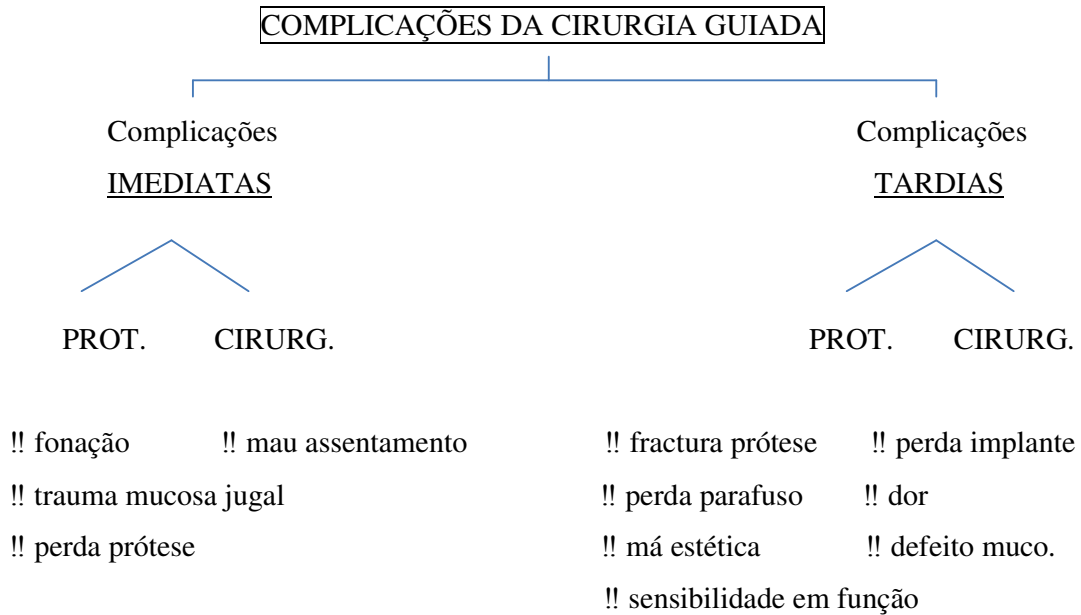 COMPLICAÇÕES DA CIRURGIA GUIADA
Complicações
IMEDIATAS
Complicações
TARDIAS
PROT. CIRURG.
PROT. CIRURG.
‼ fonação ‼ mau assentamento
‼ trauma mucosa jugal
‼ perda prótese
‼ fractura prótese ‼ perda implante
‼ perda parafuso ‼ dor
‼ má estética ‼ defeito muco.
‼ sensibilidade em função